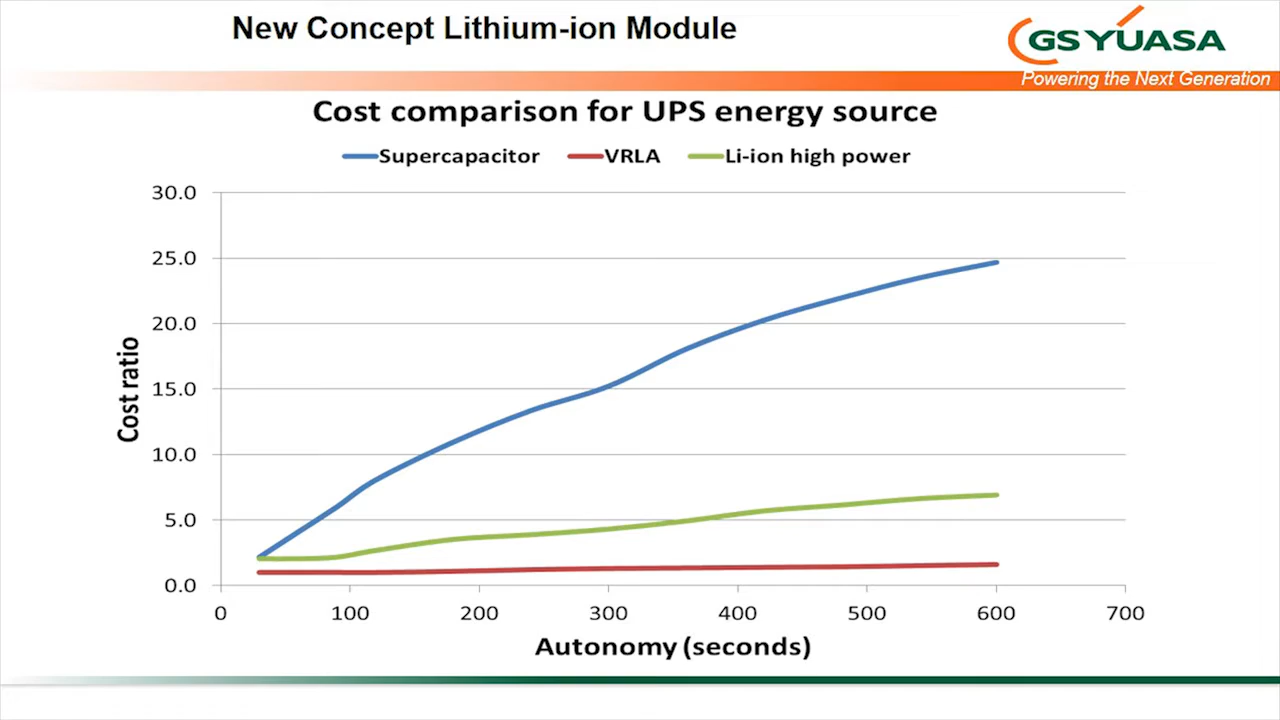 New Concept Lithium-ion Module
GS YUASA
Powering the Next Generation
Cost comparison for UPS energy source
Supercapacitor VRLA Li-ion high power
30.0
25.0
20.0
15.0
10.0
5.0
0.0
Cost ratio
0 100 200 300 400 500 600 700
Autonomy (seconds)